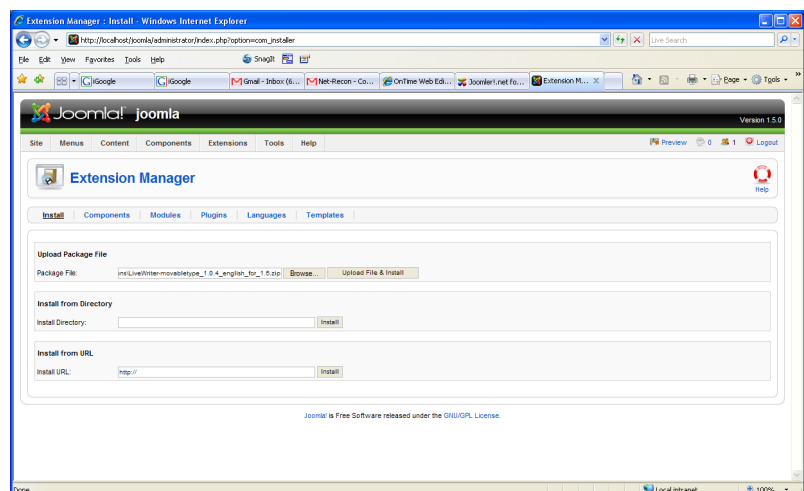 Extension Manager : Install - Windows Internet Explorer
http://localhost/joomla/administrator/index.php?option=com_installer
Live Search
File Edit View Favorites Tools Help
SnagIt
iGoogle
iGoogle
Gmail - Inbox (6...
Net-Recon - Co...
OnTime Web Edi...
Joomler!.net fo...
Extension M...
Page
Tools
Joomla! joomla
Version 1.5.0
Site Menus Content Components Extensions Tools Help
Preview 0 1 Logout
Extension Manager
Help
Install Components Modules Plugins Languages Templates
Upload Package File
Package File: ns\LiveWriter-movabletype_1.0.4_english_for_1.5.zip Browse... Upload File & Install
Install from Directory
Install Directory: Install
Install from URL
Install URL: http:// Install
Joomla! is Free Software released under the GNU/GPL License.
Done
Local intranet
100%